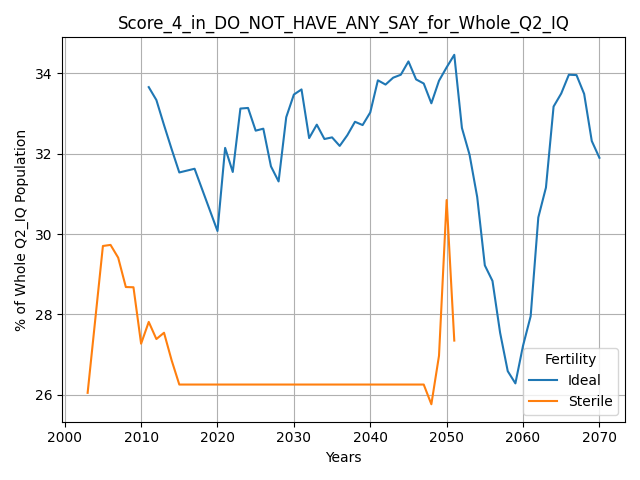 Score_4_in_DO_NOT_HAVE_ANY_SAY_for_Whole_Q2_IQ
% of Whole Q2_IQ Population
34
32
30
28
26
2000
2010
2020
2030
2040
2050
2060
2070
Years
Fertility
Ideal
Sterile